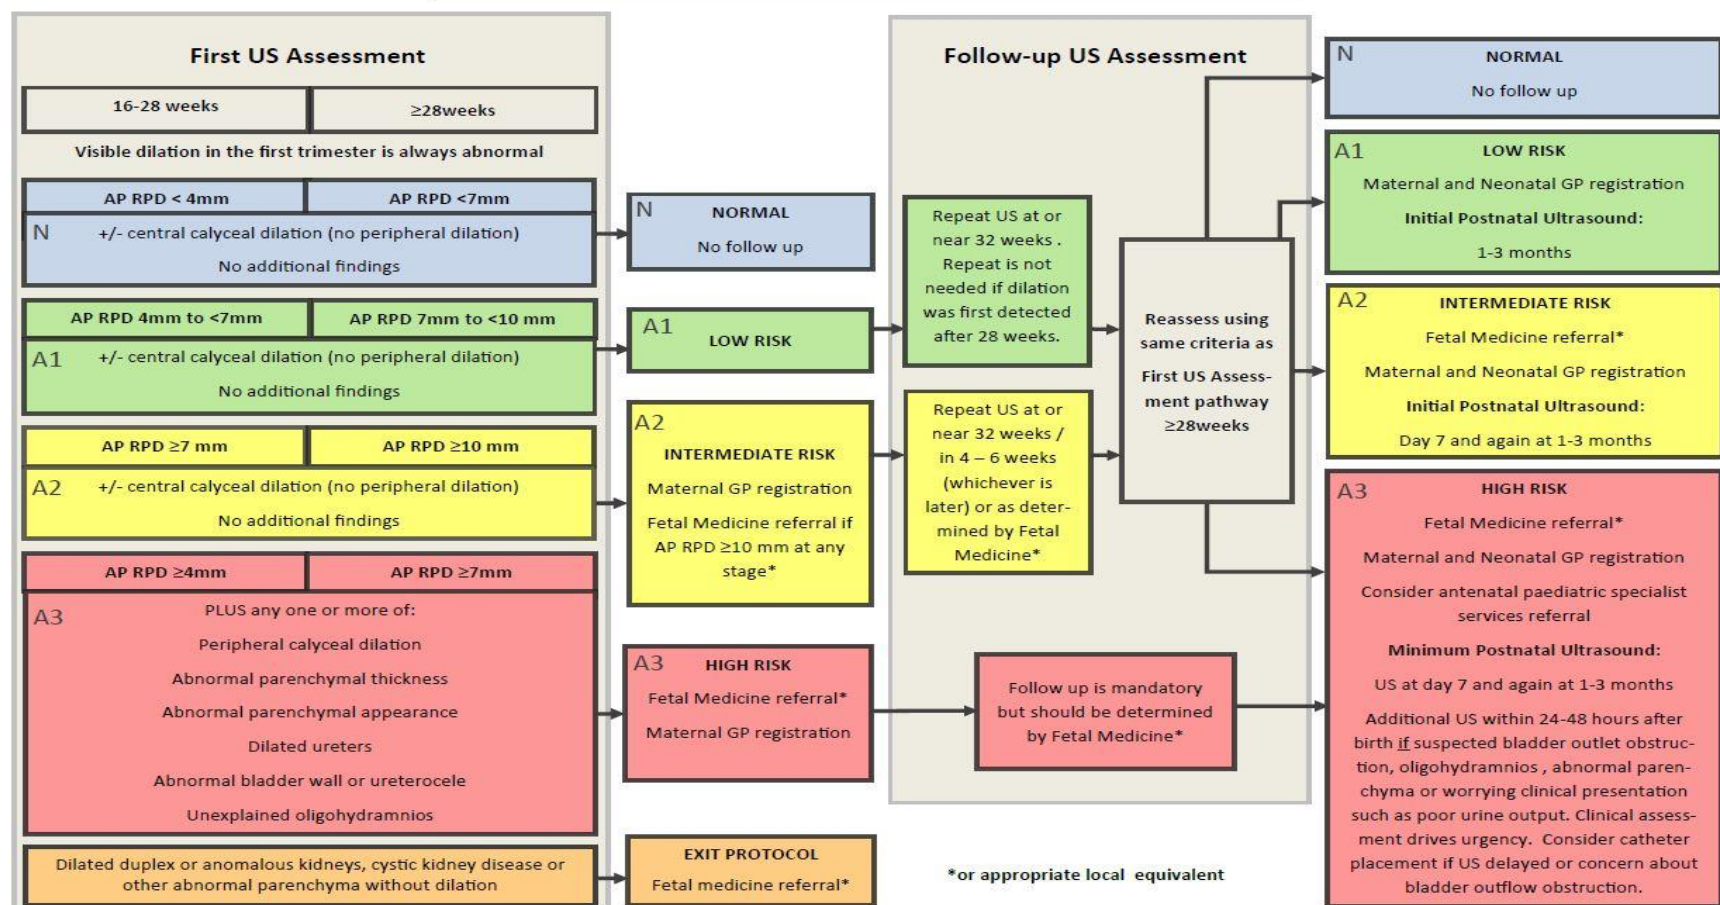 First US Assessment
16-28 weeks
≥28weeks
Visible dilation in the first trimester is always abnormal
AP RPD < 4mm
AP RPD <7mm
N
+/- central calyceal dilation (no peripheral dilation)
No additional findings
AP RPD 4mm to <7mm
AP RPD 7mm to <10 mm
A1
+/- central calyceal dilation (no peripheral dilation)
No additional findings
AP RPD ≥7 mm
AP RPD ≥10 mm
A2
+/- central calyceal dilation (no peripheral dilation)
No additional findings
AP RPD ≥4mm
AP RPD ≥7mm
A3
PLUS any one or more of:
Peripheral calyceal dilation
Abnormal parenchymal thickness
Abnormal parenchymal appearance
Dilated ureters
Abnormal bladder wall or ureterocele
Unexplained oligohydramnios
Dilated duplex or anomalous kidneys, cystic kidney disease or
other abnormal parenchyma without dilation
N
NORMAL
No follow up
A1
LOW RISK
A2
INTERMEDIATE RISK
Maternal GP registration
Fetal Medicine referral if
AP RPD ≥10 mm at any
stage*
A3
HIGH RISK
Fetal Medicine referral*
Maternal GP registration
EXIT PROTOCOL
Fetal medicine referral*
Follow-up US Assessment
Repeat US at or
near 32 weeks .
Repeat is not
needed if dilation
was first detected
after 28 weeks.
Repeat US at or
near 32 weeks /
in 4 – 6 weeks
(whichever is
later) or as deter-
mined by Fetal
Medicine*
Follow up is mandatory
but should be determined
by Fetal Medicine*
Reassess using
same criteria as
First US Assess-
ment pathway
≥28weeks
*or appropriate local equivalent
N
NORMAL
No follow up
A1
LOW RISK
Maternal and Neonatal GP registration
Initial Postnatal Ultrasound:
1-3 months
A2
INTERMEDIATE RISK
Fetal Medicine referral*
Maternal and Neonatal GP registration
Initial Postnatal Ultrasound:
Day 7 and again at 1-3 months
A3
HIGH RISK
Fetal Medicine referral*
Maternal and Neonatal GP registration
Consider antenatal paediatric specialist
services referral
Minimum Postnatal Ultrasound:
US at day 7 and again at 1-3 months
Additional US within 24-48 hours after
birth if suspected bladder outlet obstruc-
tion, oligohydramnios , abnormal paren-
chyma or worrying clinical presentation
such as poor urine output. Clinical assess-
ment drives urgency. Consider catheter
placement if US delayed or concern about
bladder outflow obstruction.